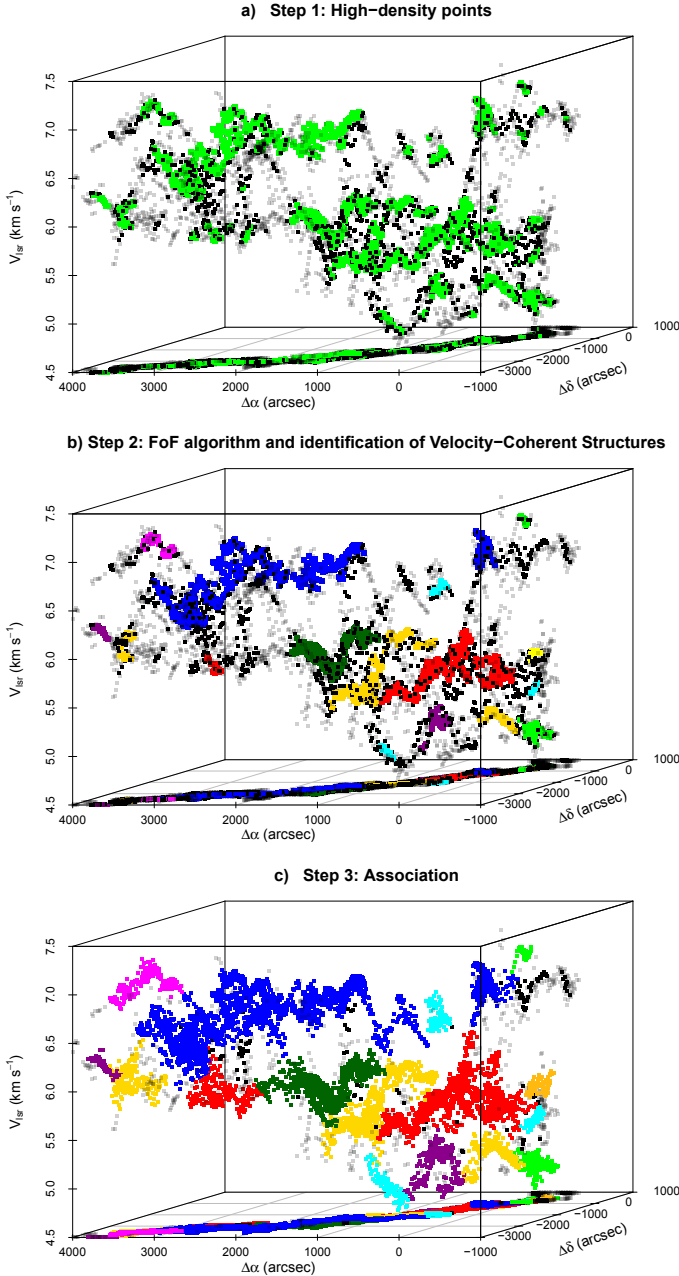 a) Step 1: High−density points
7.5
7.0
6.5
6.0
5.5
5.0
4.5
V_lsr (km s⁻¹)
4000 3000 2000 1000 0 −1000
Δα (arcsec)
−3000 −2000 −1000 0 1000
Δδ (arcsec)
b) Step 2: FoF algorithm and identification of Velocity−Coherent Structures
7.5
7.0
6.5
6.0
5.5
5.0
4.5
V_lsr (km s⁻¹)
4000 3000 2000 1000 0 −1000
Δα (arcsec)
−3000 −2000 −1000 0 1000
Δδ (arcsec)
c) Step 3: Association
7.5
7.0
6.5
6.0
5.5
5.0
4.5
V_lsr (km s⁻¹)
4000 3000 2000 1000 0 −1000
Δα (arcsec)
−3000 −2000 −1000 0 1000
Δδ (arcsec)